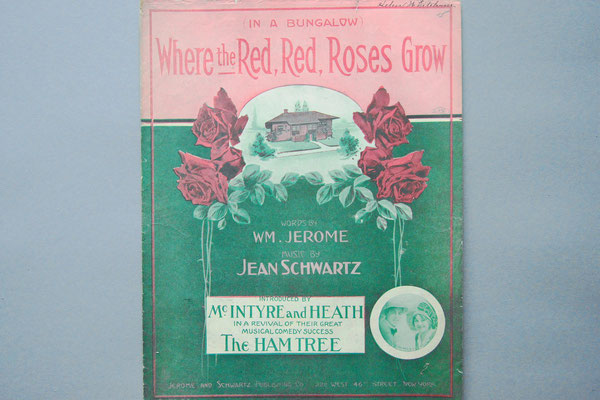 (IN A BUNGALOW)
Where the Red, Red, Roses Grow
WORDS BY
WM. JEROME
MUSIC BY
JEAN SCHWARTZ
INTRODUCED BY
McINTYRE and HEATH
IN A REVIVAL OF THEIR GREAT
MUSICAL COMEDY SUCCESS
The HAM TREE
JEROME AND SCHWARTZ PUBLISHING CO. WEST 46th STREET, NEW YORK